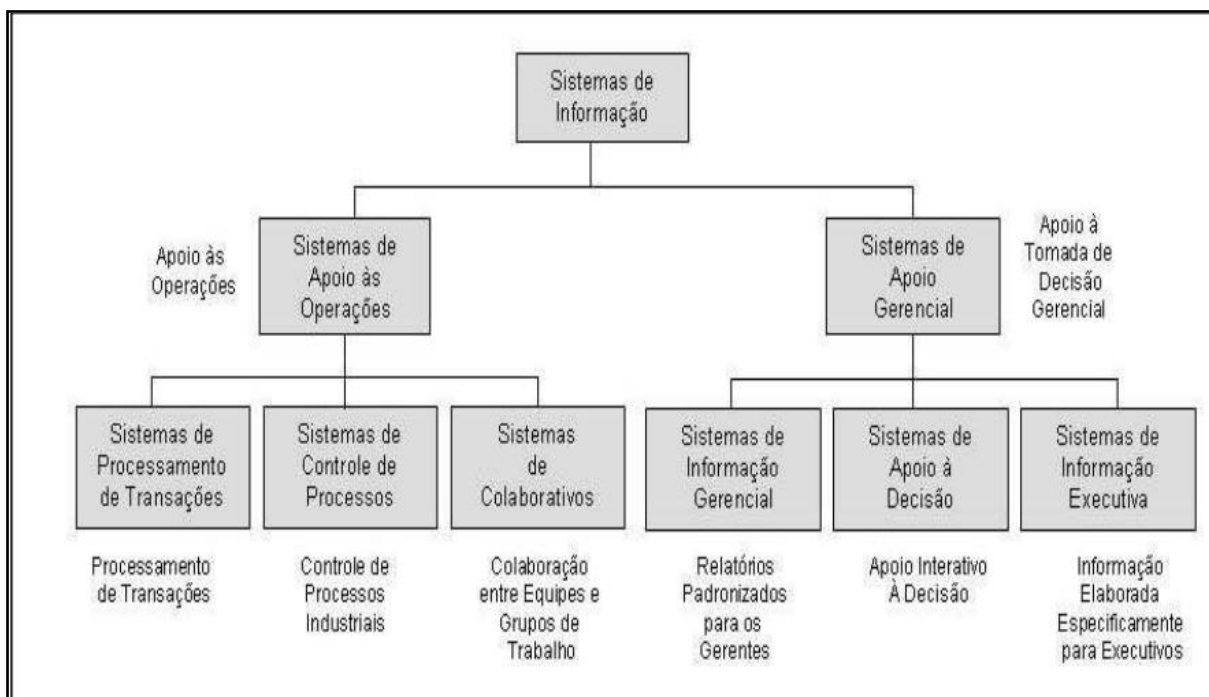 Sistemas de
Informação
Apoio às
Operações
Sistemas de
Apoio às
Operações
Sistemas de
Apoio
Gerencial
Apoio à
Tomada de
Decisão
Gerencial
Sistemas de
Processamento
de Transações
Sistemas de
Controle de
Processos
Sistemas
de
Colaborativos
Sistemas de
Informação
Gerencial
Sistemas de
Apoio à
Decisão
Sistemas de
Informação
Executiva
Processamento
de Transações
Controle de
Processos
Industriais
Colaboração
entre Equipes e
Grupos de
Trabalho
Relatórios
Padronizados
para os
Gerentes
Apoio Interativo
À Decisão
Informação
Elaborada
Especificamente
para Executivos